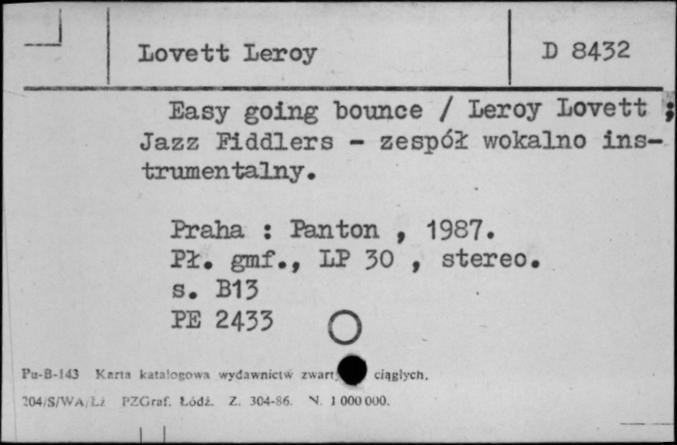 Lovett Leroy
D 8432
Easy going bounce / Leroy Lovett ;
Jazz Fiddlers - zespół wokalno ins-
trumentalny.
Praha : Panton , 1987.
Pł. gmf., LP 30 , stereo.
s. B13
PE 2433
Pu-B-143 Karta katalogowa wydawnictw zwart ciągłych.
204/S/WA/Łż PZGraf. Łódź. Z. 304-86. N. 1 000 000.